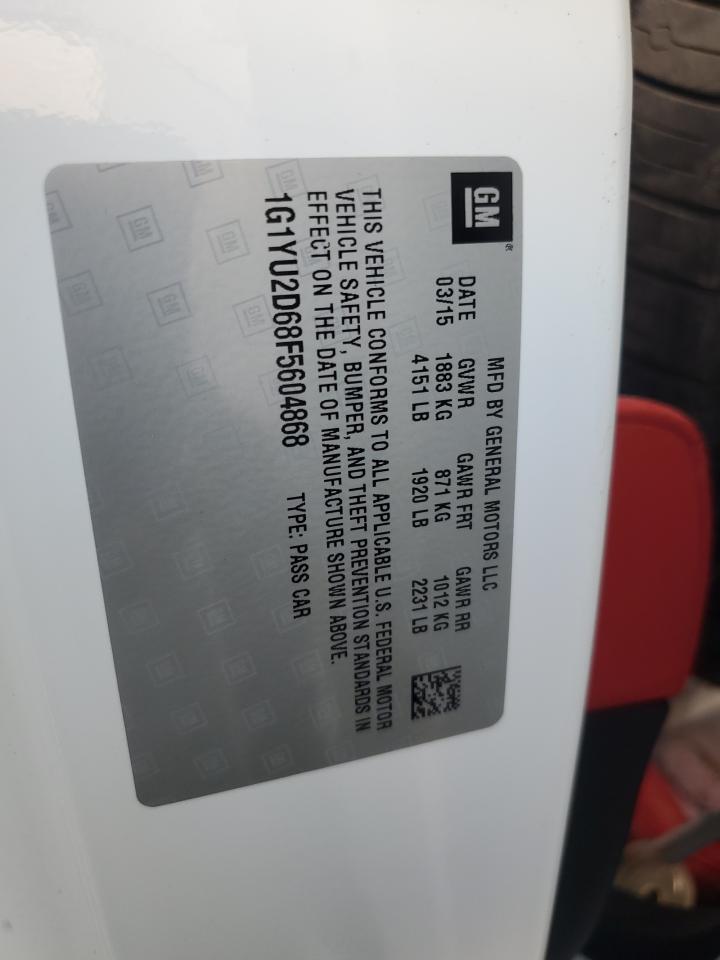 GM
MFD BY GENERAL MOTORS LLC
DATE GVWR GAWR FRT GAWR RR
03/15 1883 KG 871 KG 1012 KG
4151 LB 1920 LB 2231 LB
THIS VEHICLE CONFORMS TO ALL APPLICABLE U.S. FEDERAL MOTOR
VEHICLE SAFETY, BUMPER, AND THEFT PREVENTION STANDARDS IN
EFFECT ON THE DATE OF MANUFACTURE SHOWN ABOVE.
1G1YU2D68F5604868 TYPE: PASS CAR